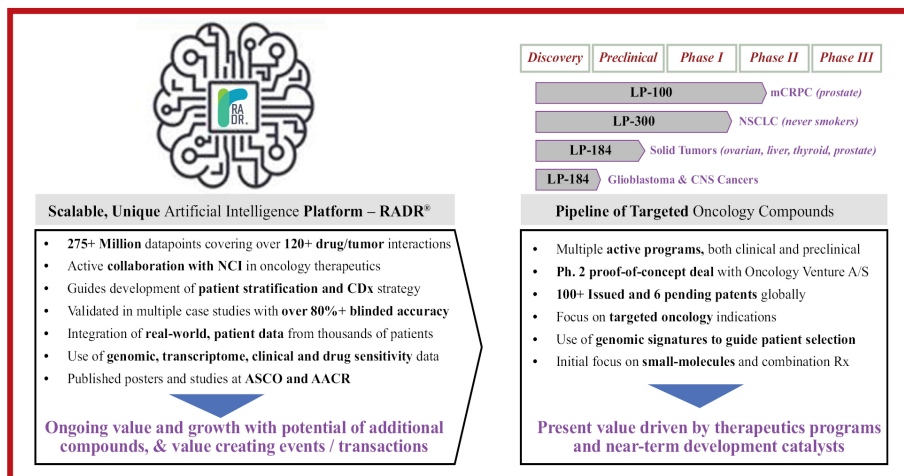 RA
DR.
Scalable, Unique Artificial Intelligence Platform – RADR®
• 275+ Million datapoints covering over 120+ drug/tumor interactions
• Active collaboration with NCI in oncology therapeutics
• Guides development of patient stratification and CDx strategy
• Validated in multiple case studies with over 80%+ blinded accuracy
• Integration of real-world, patient data from thousands of patients
• Use of genomic, transcriptome, clinical and drug sensitivity data
• Published posters and studies at ASCO and AACR
Ongoing value and growth with potential of additional
compounds, & value creating events / transactions
Discovery Preclinical Phase I Phase II Phase III
LP-100 mCRPC (prostate)
LP-300 NSCLC (never smokers)
LP-184 Solid Tumors (ovarian, liver, thyroid, prostate)
LP-184 Glioblastoma & CNS Cancers
Pipeline of Targeted Oncology Compounds
• Multiple active programs, both clinical and preclinical
• Ph. 2 proof-of-concept deal with Oncology Venture A/S
• 100+ Issued and 6 pending patents globally
• Focus on targeted oncology indications
• Use of genomic signatures to guide patient selection
• Initial focus on small-molecules and combination Rx
Present value driven by therapeutics programs
and near-term development catalysts